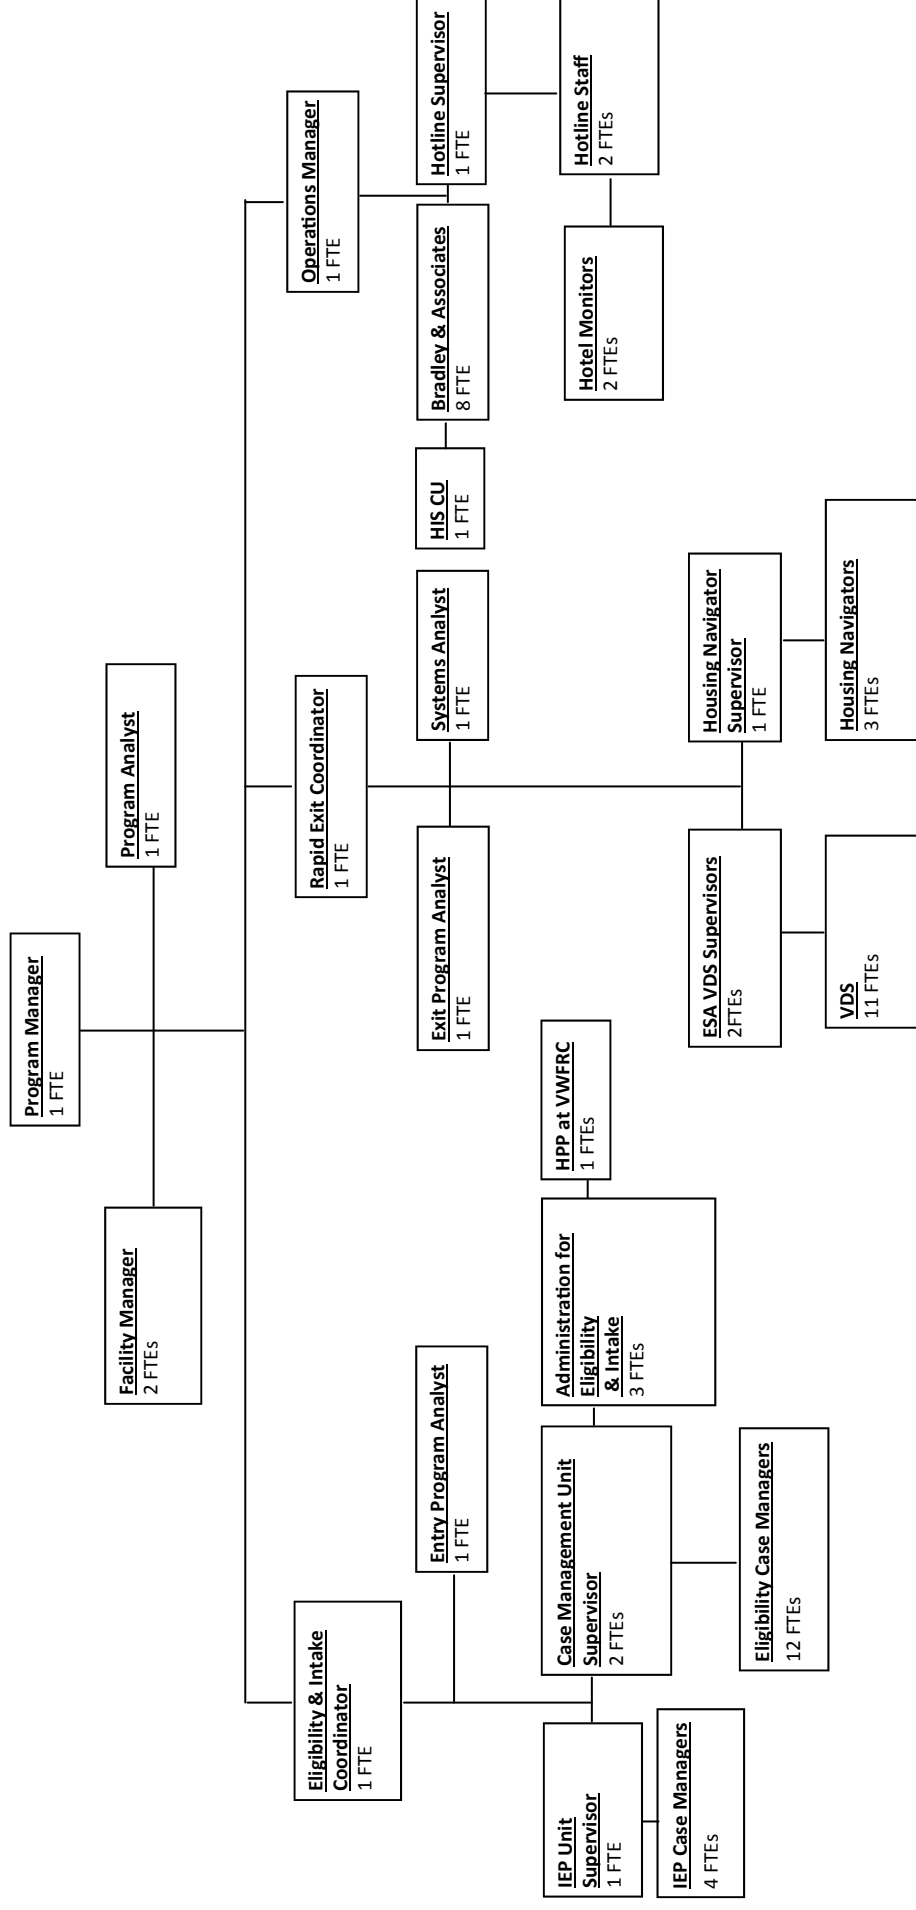 Program Manager
1 FTE
Facility Manager
2 FTEs
Program Analyst
1 FTE
Eligibility & Intake
Coordinator
1 FTE
Rapid Exit Coordinator
1 FTE
Operations Manager
1 FTE
Entry Program Analyst
1 FTE
Exit Program Analyst
1 FTE
Systems Analyst
1 FTE
HIS CU
1 FTE
Bradley & Associates
8 FTE
Hotline Supervisor
1 FTE
IEP Unit
Supervisor
1 FTE
Case Management Unit
Supervisor
2 FTEs
Administration for
Eligibility
& Intake
3 FTEs
HPP at VWFRC
1 FTEs
Hotel Monitors
2 FTEs
Hotline Staff
2 FTEs
IEP Case Managers
4 FTEs
Eligibility Case Managers
12 FTEs
ESA VDS Supervisors
2FTEs
Housing Navigator
Supervisor
1 FTE
VDS
11 FTEs
Housing Navigators
3 FTEs